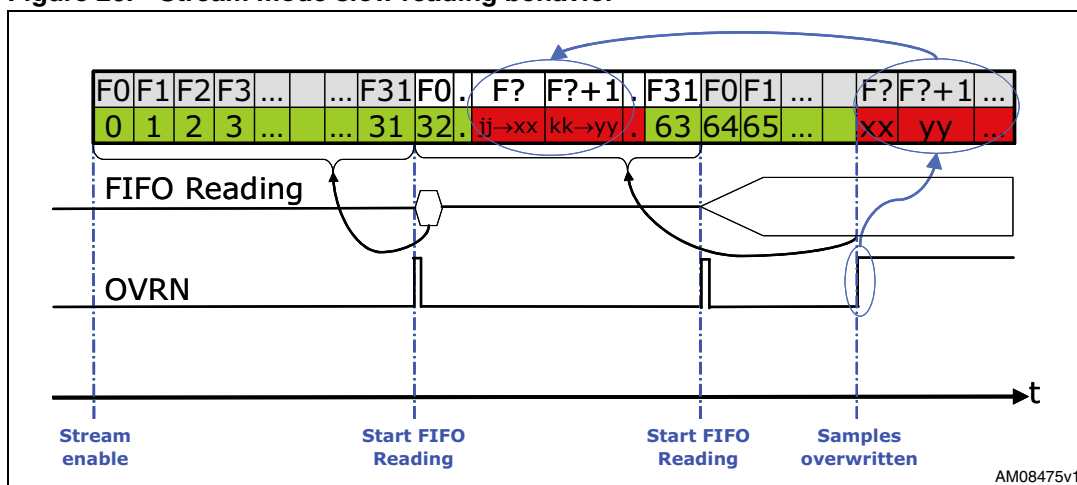 Figure 20. Stream mode slow reading behavior
F0 F1 F2 F3 ... ... F31 F0 . F? F?+1 . F31 F0 F1 ... F? F?+1 ...
0 1 2 3 ... ... 31 32 . jj→xx kk→yy . 63 64 65 ... xx yy ...
FIFO Reading
OVRN
t
Stream
enable
Start FIFO
Reading
Start FIFO
Reading
Samples
overwritten
AM08475v1